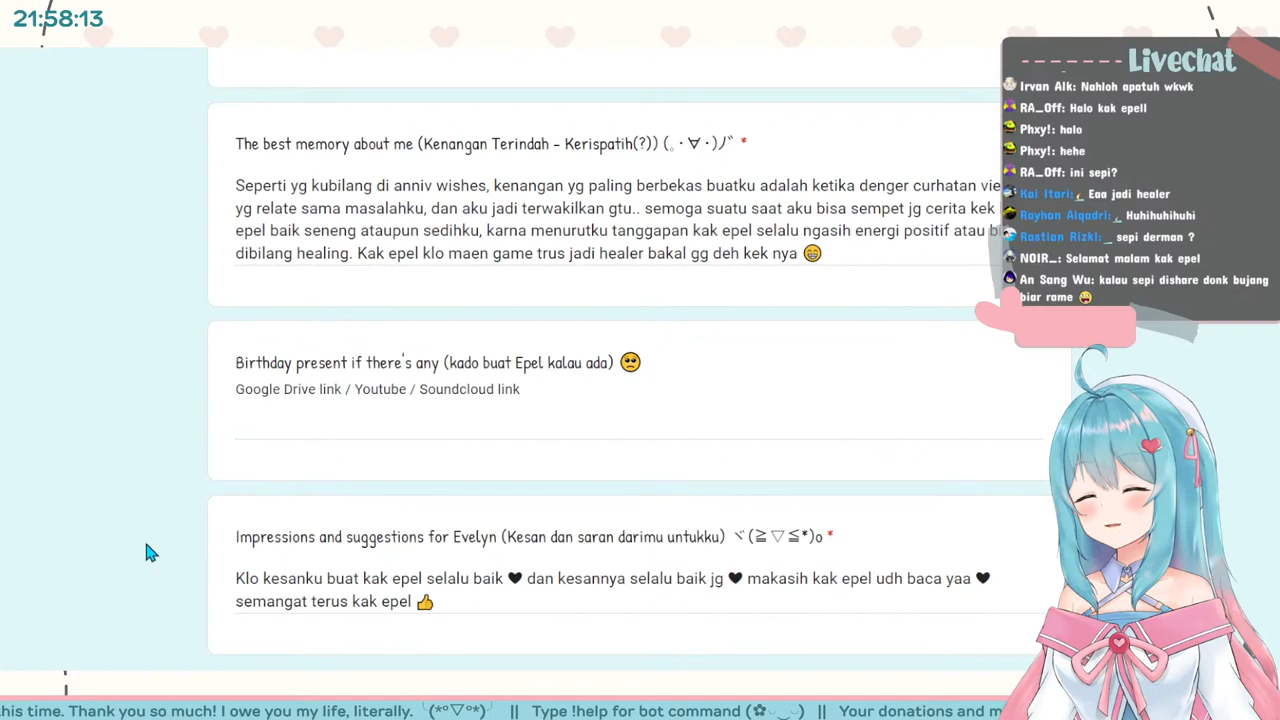 21:58:13
The best memory about me (Kenangan Terindah - Kerispatih(?)) (｡･∀･)ﾉﾞ *
Seperti yg kubilang di anniv wishes, kenangan yg paling berbekas buatku adalah ketika denger curhatan
yg relate sama masalahku, dan aku jadi terwakilkan gtu.. semoga suatu saat aku bisa sempet jg cerita kek
epel baik seneng ataupun sedihku, karna menurutku tanggapan kak epel selalu ngasih energi positif atau
dibilang healing. Kak epel klo maen game trus jadi healer bakal gg deh kek nya 😁
Birthday present if there's any (kado buat Epel kalau ada) 🥺
Google Drive link / Youtube / Soundcloud link
Impressions and suggestions for Evelyn (Kesan dan saran darimu untukku) ヾ(≧▽≦*)o *
Klo kesanku buat kak epel selalu baik ♥ dan kesannya selalu baik jg ♥ makasih kak epel udh baca yaa ♥
semangat terus kak epel 👍
------- Livechat
Irvan Alk: Nahloh apatuh wkwk
RA_Off: Halo kak epell
Phxy!: halo
Phxy!: hehe
RA_Off: ini sepi?
Kai Itari: Eaa jadi healer
Rayhan Alqadri: Huhihuhihuhi
Rastian Rizki: sepi derman ?
NOIR_: Selamat malam kak epel
An Sang Wu: kalau sepi dishare donk bujang
biar rame 😜
this time. Thank you so much! I owe you my life, literally. ╰(*°▽°*)╯ || Type !help for bot command (✿◡‿◡) || Your donations and